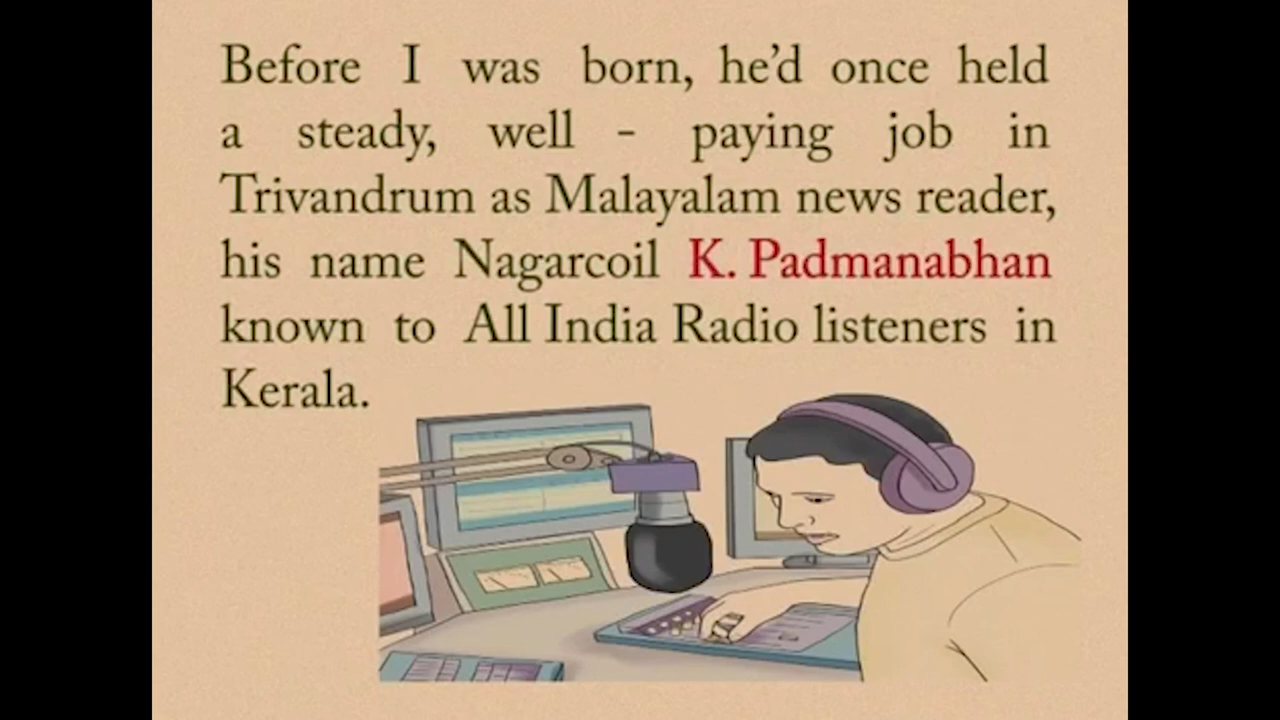 Before I was born, he’d once held
a steady, well - paying job in
Trivandrum as Malayalam news reader,
his name Nagarcoil K. Padmanabhan
known to All India Radio listeners in
Kerala.